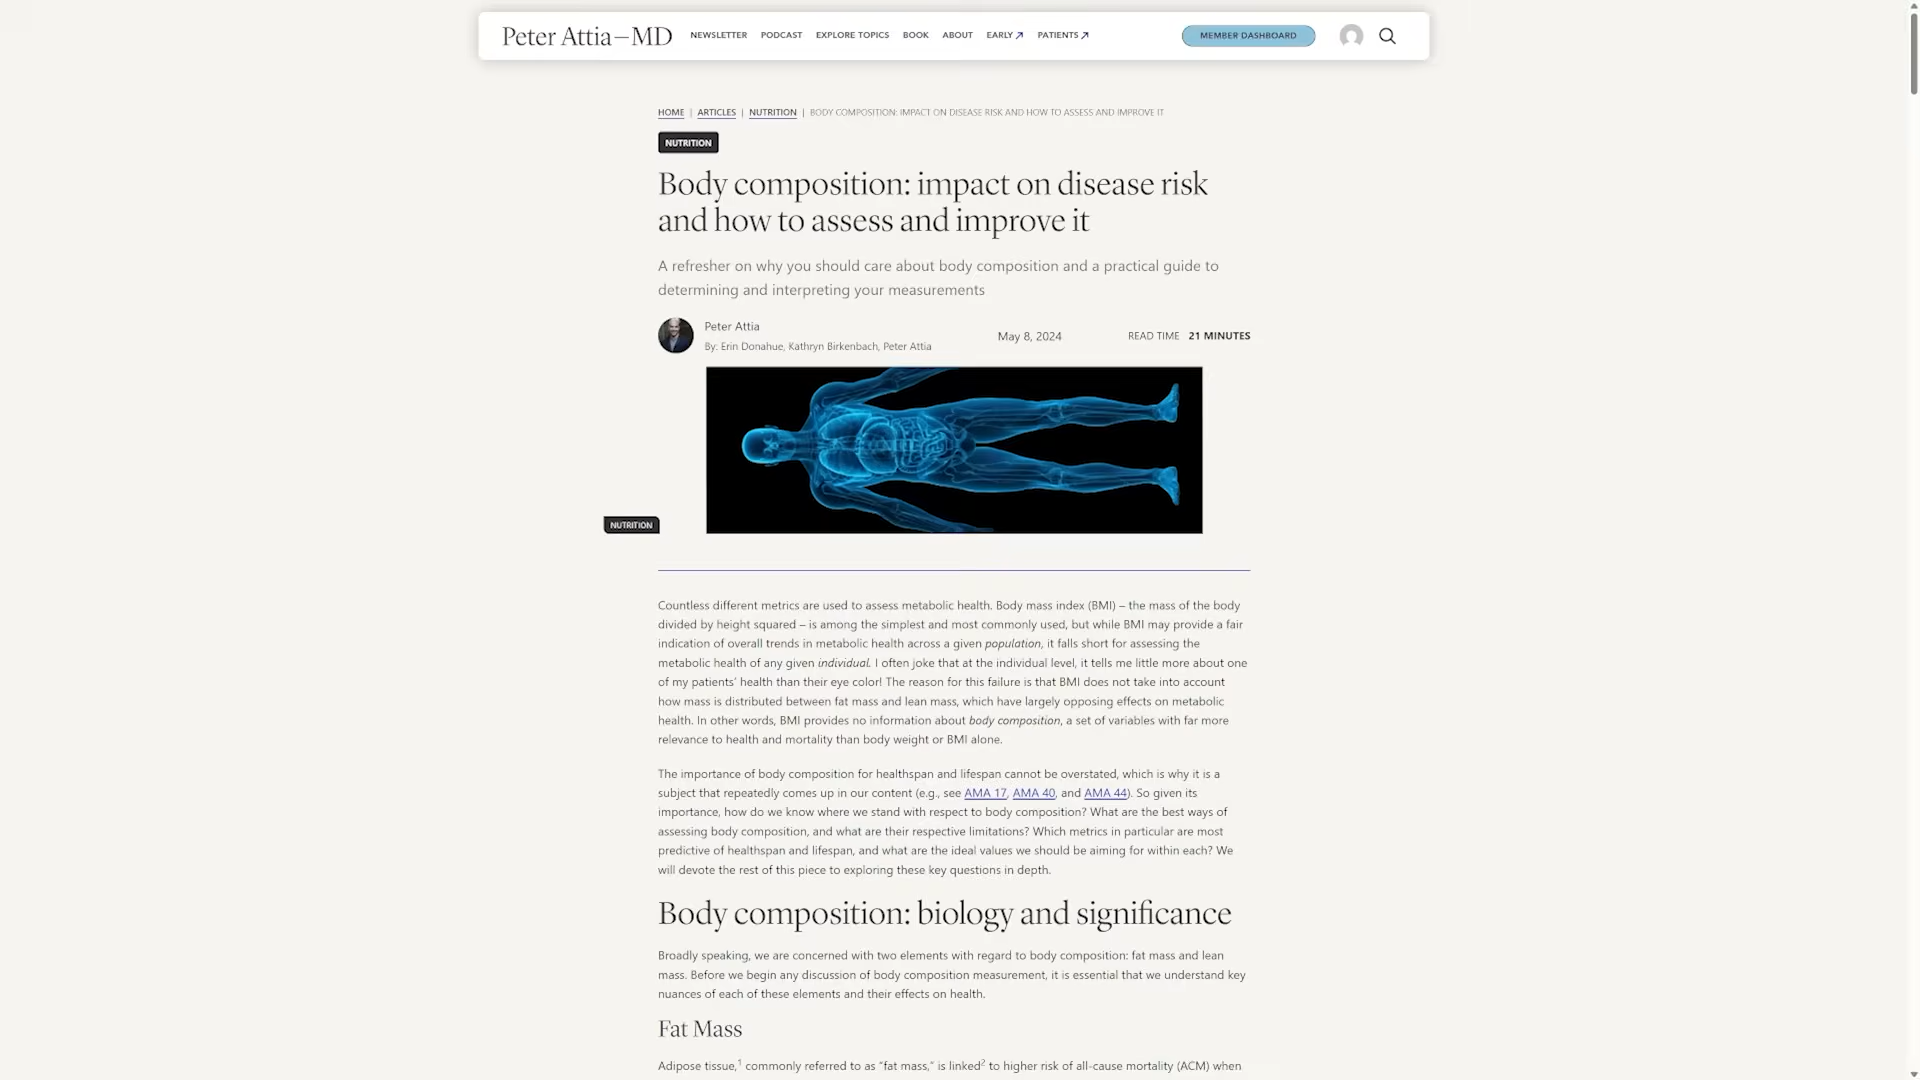 Peter Attia—MD
NEWSLETTER PODCAST EXPLORE TOPICS BOOK ABOUT EARLY PATIENTS MEMBER DASHBOARD
HOME | ARTICLES | NUTRITION | BODY COMPOSITION: IMPACT ON DISEASE RISK AND HOW TO ASSESS AND IMPROVE IT
NUTRITION
Body composition: impact on disease risk
and how to assess and improve it
A refresher on why you should care about body composition and a practical guide to
determining and interpreting your measurements
Peter Attia
By: Erin Donahue, Kathryn Birkenbach, Peter Attia
May 8, 2024
READ TIME 21 MINUTES
NUTRITION
Countless different metrics are used to assess metabolic health. Body mass index (BMI) – the mass of the body
divided by height squared – is among the simplest and most commonly used, but while BMI may provide a fair
indication of overall trends in metabolic health across a given population, it falls short for assessing the
metabolic health of any given individual. I often joke that at the individual level, it tells me little more about one
of my patients' health than their eye color! The reason for this failure is that BMI does not take into account
how mass is distributed between fat mass and lean mass, which have largely opposing effects on metabolic
health. In other words, BMI provides no information about body composition, a set of variables with far more
relevance to health and mortality than body weight or BMI alone.
The importance of body composition for healthspan and lifespan cannot be overstated, which is why it is a
subject that repeatedly comes up in our content (e.g., see AMA 17, AMA 40, and AMA 44). So given its
importance, how do we know where we stand with respect to body composition? What are the best ways of
assessing body composition, and what are their respective limitations? Which metrics in particular are most
predictive of healthspan and lifespan, and what are the ideal values we should be aiming for within each? We
will devote the rest of this piece to exploring these key questions in depth.
Body composition: biology and significance
Broadly speaking, we are concerned with two elements with regard to body composition: fat mass and lean
mass. Before we begin any discussion of body composition measurement, it is essential that we understand key
nuances of each of these elements and their effects on health.
Fat Mass
Adipose tissue,1 commonly referred to as “fat mass,” is linked2 to higher risk of all-cause mortality (ACM) when